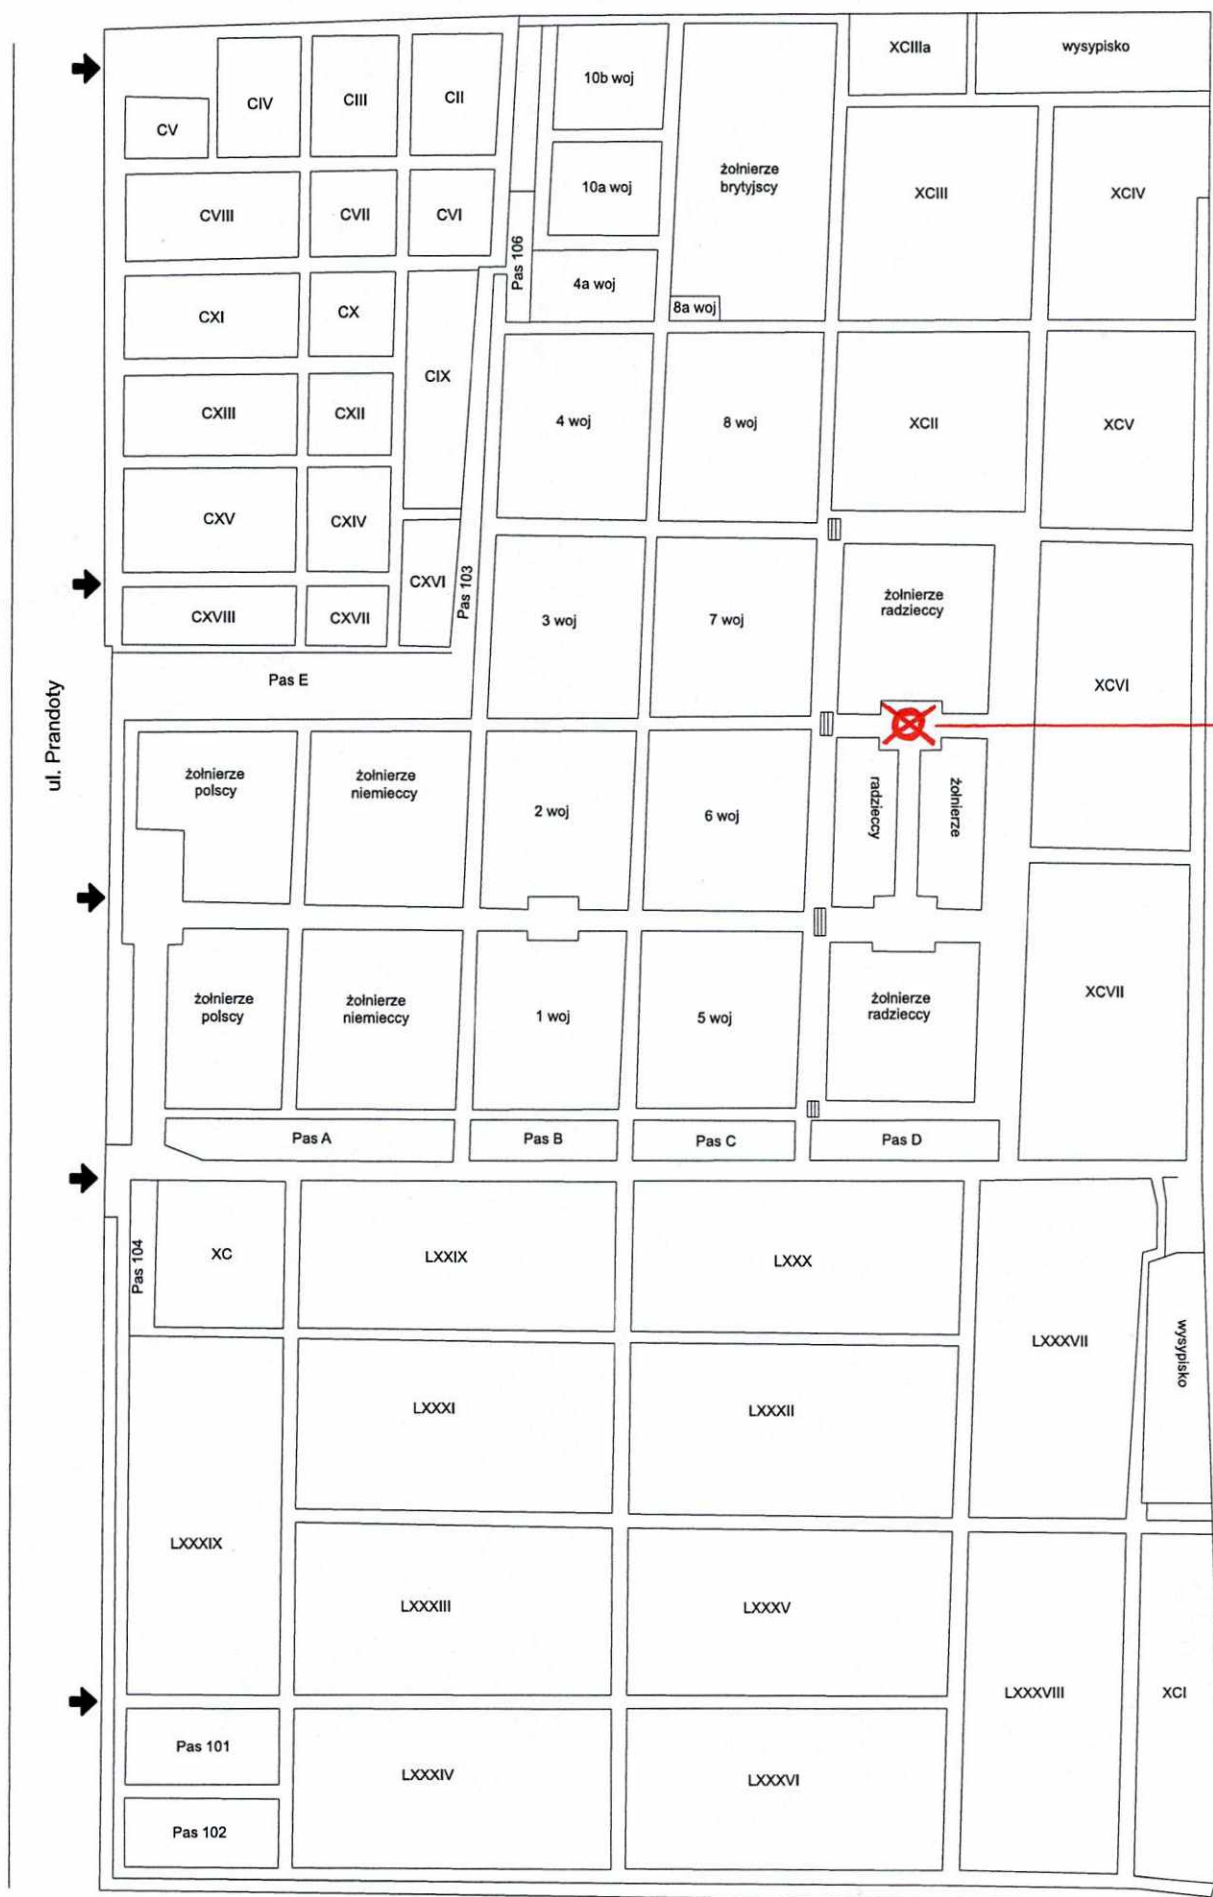 XCIIIa
wysypisko
CV
CIV
CIII
CII
10b woj
żołnierze
brytyjscy
XCIII
XCIV
CVIII
CVII
CVI
10a woj
Pas 106
4a woj
8a woj
CXI
CX
CIX
CXIII
CXII
4 woj
8 woj
XCII
XCV
CXV
CXIV
CXVI
Pas 103
3 woj
7 woj
żołnierze
radzieccy
CXVIII
CXVII
Pas E
XCVI
ul. Prandoty
żołnierze
polscy
żołnierze
niemieccy
2 woj
6 woj
radzieccy
żołnierze
żołnierze
polscy
żołnierze
niemieccy
1 woj
5 woj
żołnierze
radzieccy
XCVII
Pas A
Pas B
Pas C
Pas D
Pas 104
XC
LXXIX
LXXX
LXXXVII
wysypisko
LXXXI
LXXXII
LXXXIX
LXXXIII
LXXXV
LXXXVIII
XCI
Pas 101
LXXXIV
LXXXVI
Pas 102